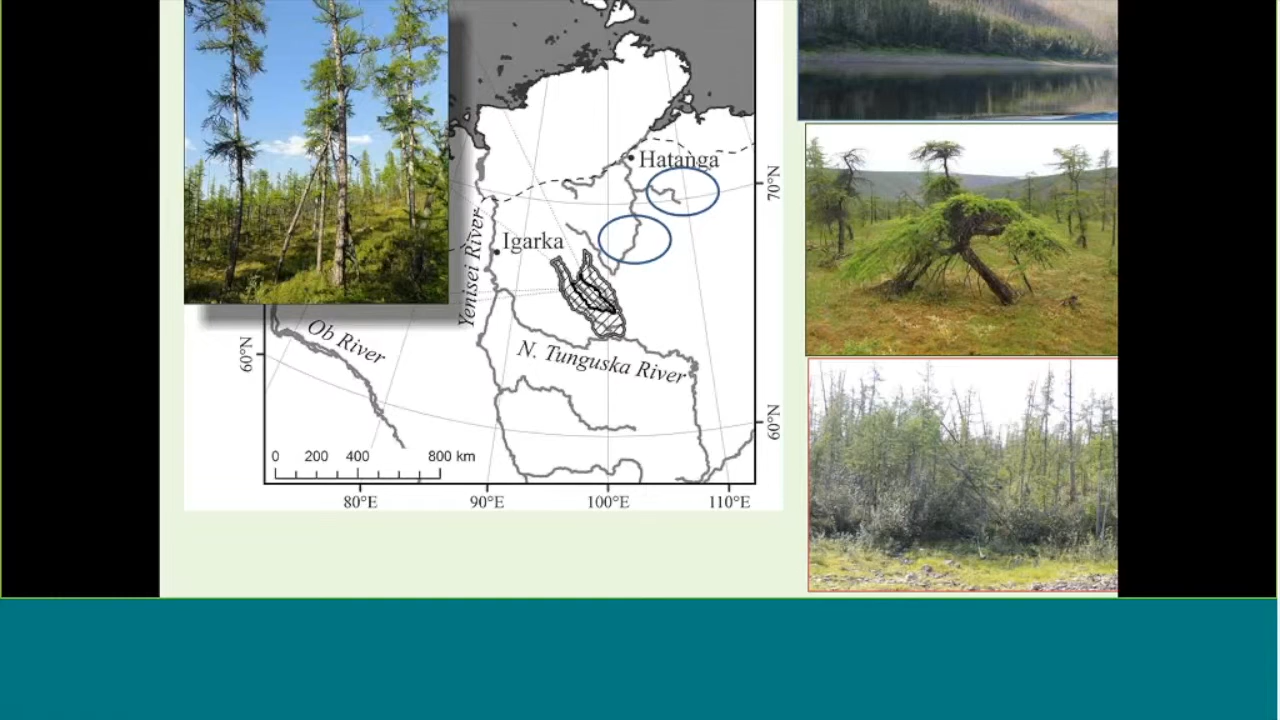 Hatanga
70°N
Igarka
Yenisei River
Ob River
N. Tunguska River
60°N
60°N
0 200 400 800 km
80°E 90°E 100°E 110°E